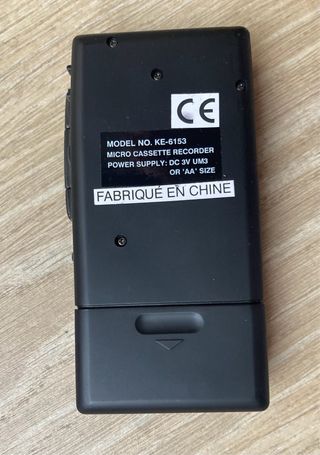 CE
MODEL NO. KE-6153
MICRO CASSETTE RECORDER
POWER SUPPLY: DC 3V UM3
OR 'AA' SIZE
FABRIQUÉ EN CHINE